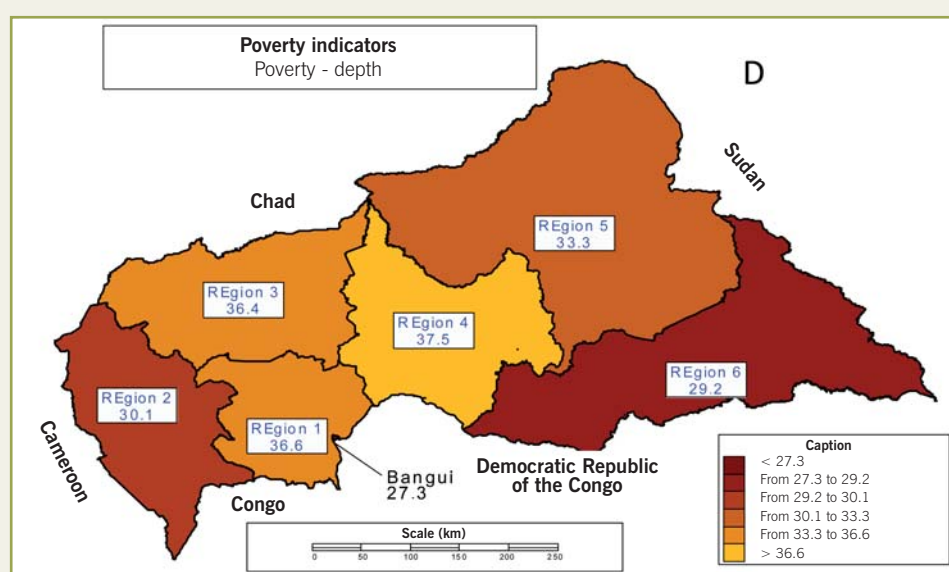 Poverty indicators
Poverty - depth
D
Sudan
Chad
REgion 5
33.3
REgion 3
36.4
REgion 4
37.5
REgion 6
29.2
REgion 2
30.1
REgion 1
36.6
Bangui
27.3
Cameroon
Congo
Democratic Republic
of the Congo
Caption
< 27.3
From 27.3 to 29.2
From 29.2 to 30.1
From 30.1 to 33.3
From 33.3 to 36.6
> 36.6
Scale (km)
0 50 100 150 200 250